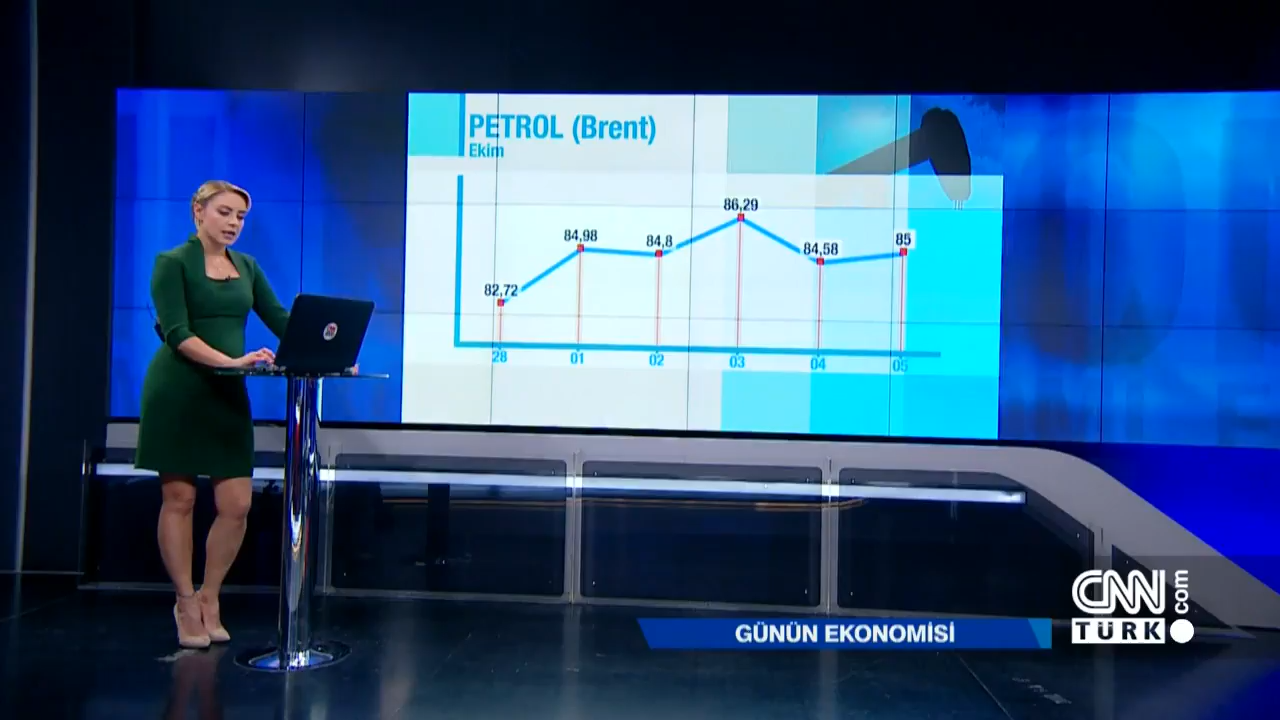 PETROL (Brent)
Ekim
86,29
84,98
84,8
84,58
85
82,72
28
01
02
03
04
05
GÜNÜN EKONOMİSİ
CNN
TÜRK
.com